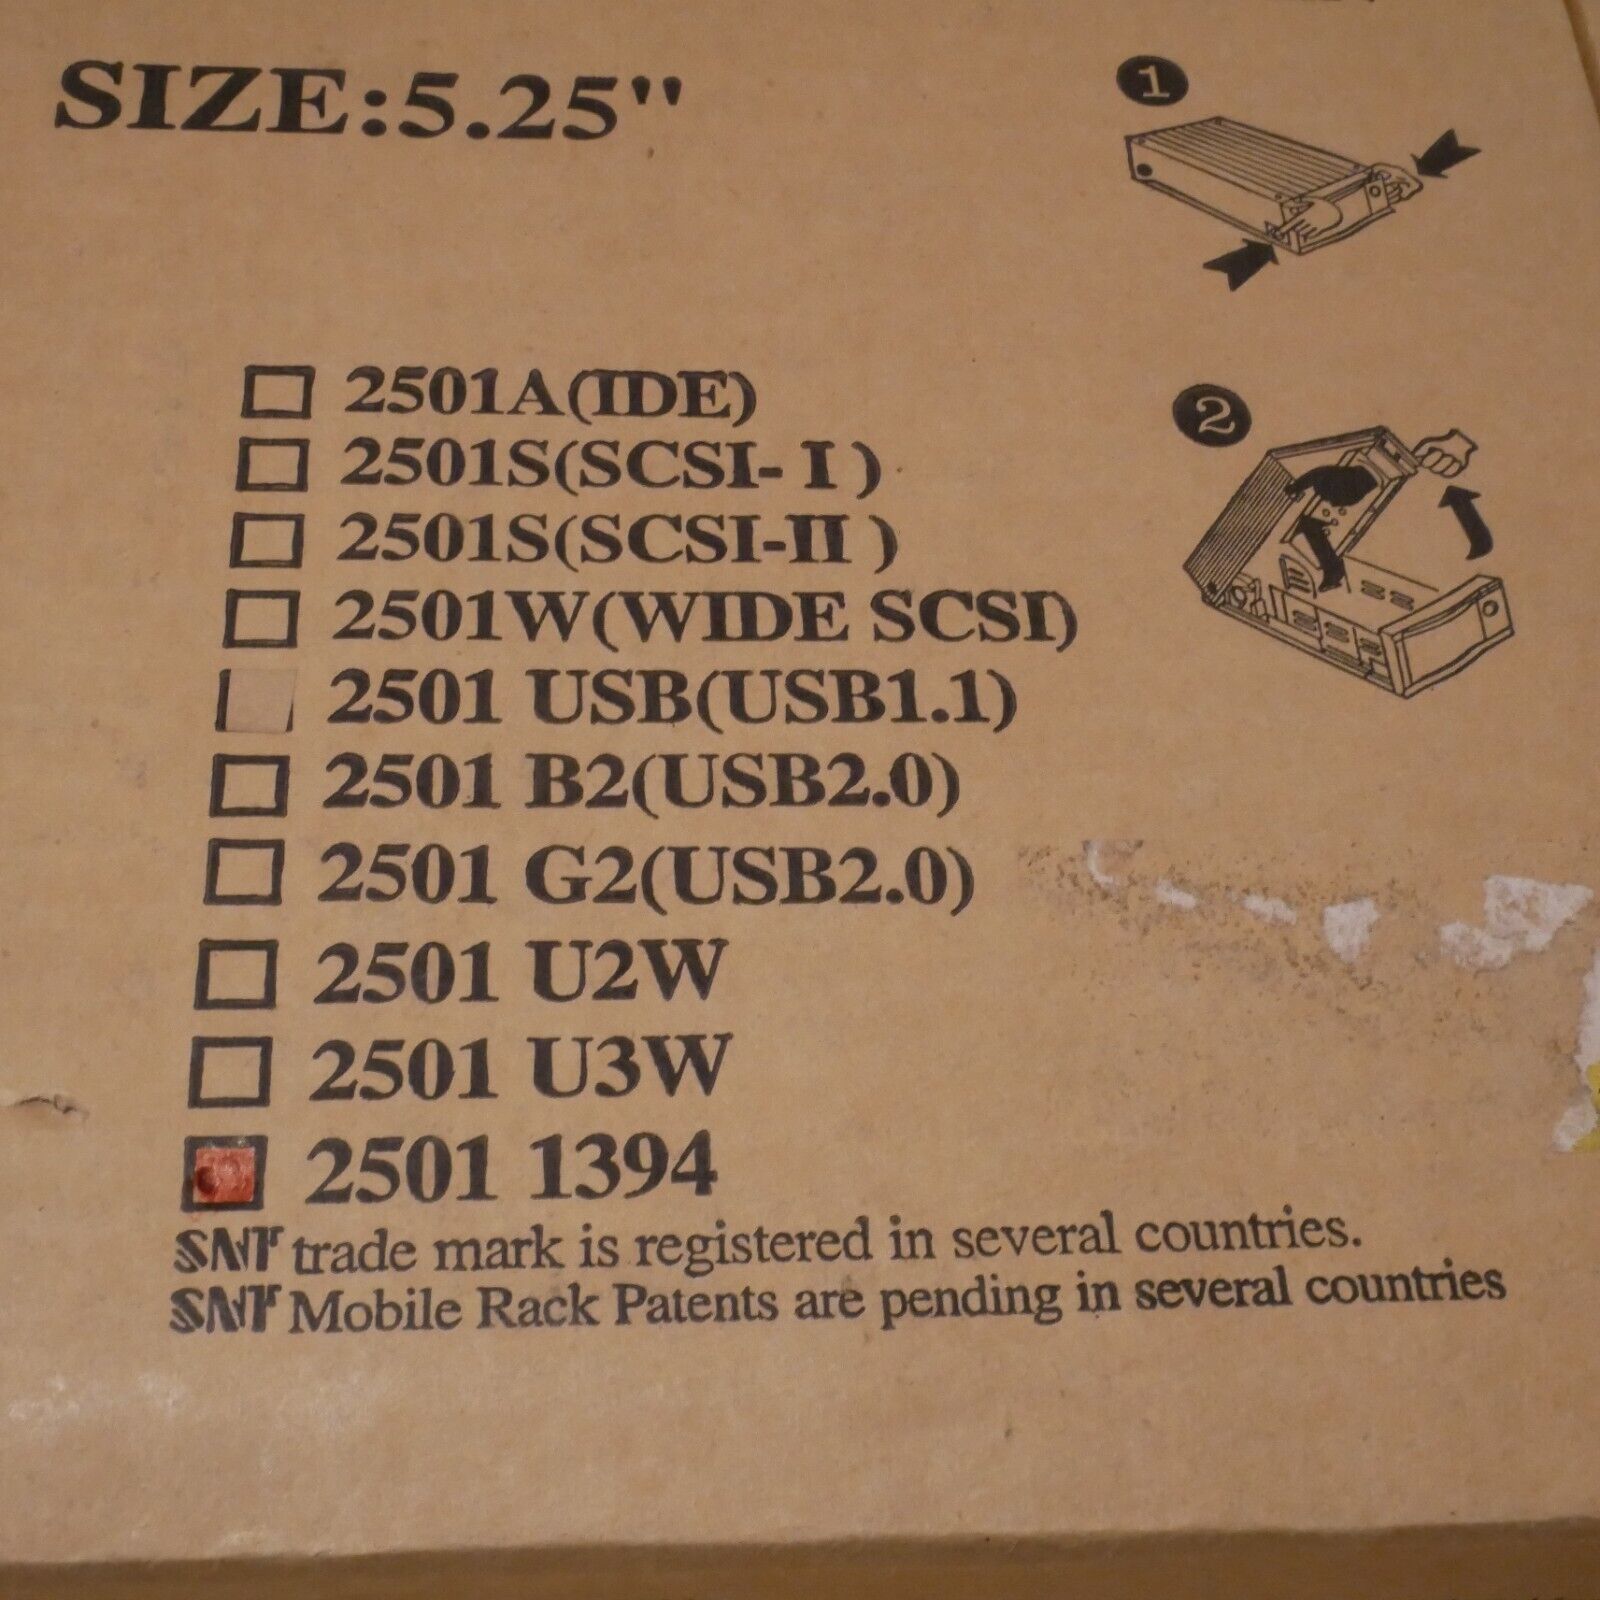 SIZE:5.25"
1
2
2501A(IDE)
2501S(SCSI-I)
2501S(SCSI-II)
2501W(WIDE SCSI)
2501 USB(USB1.1)
2501 B2(USB2.0)
2501 G2(USB2.0)
2501 U2W
2501 U3W
2501 1394
SNT trade mark is registered in several countries.
SNT Mobile Rack Patents are pending in several countries